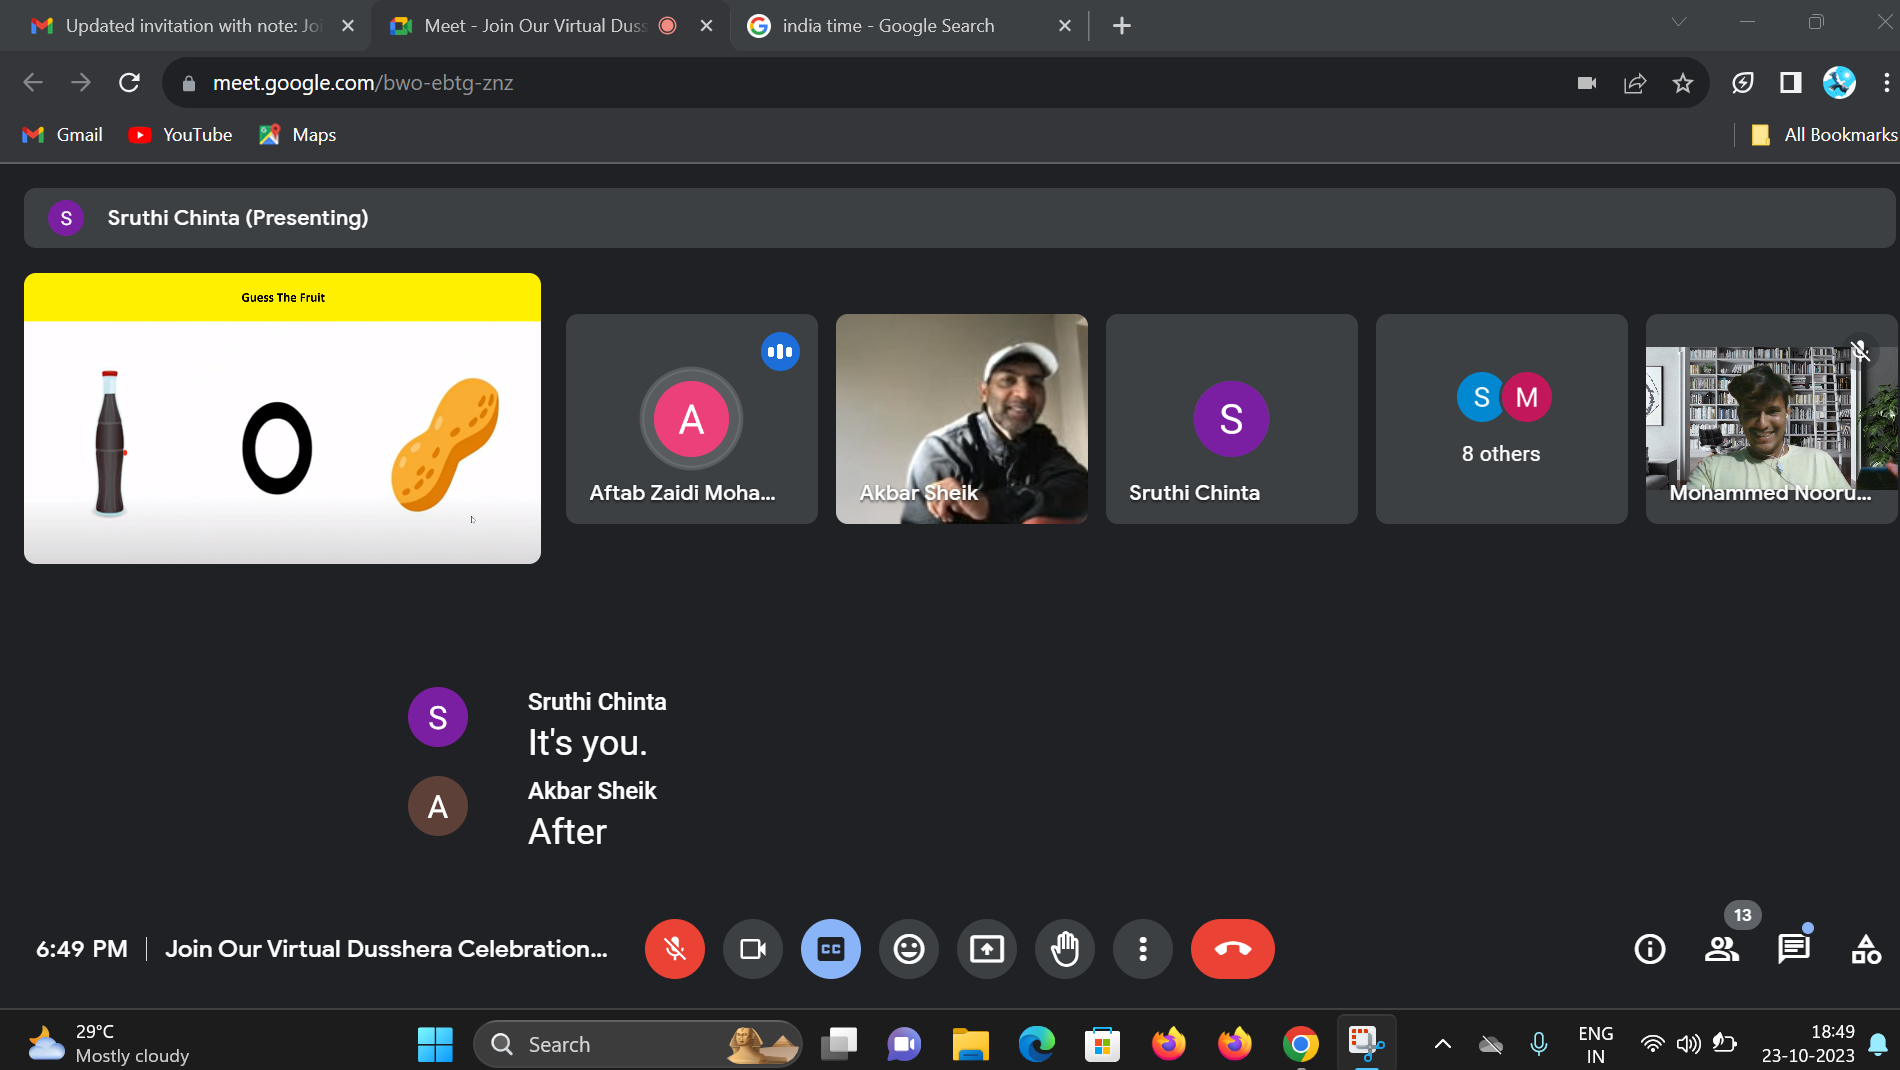 Updated invitation with note: Joi
Meet - Join Our Virtual Duss
india time - Google Search
meet.google.com/bwo-ebtg-znz
Gmail
YouTube
Maps
All Bookmarks
S
Sruthi Chinta (Presenting)
Guess The Fruit
O
A
Aftab Zaidi Moha...
Akbar Sheik
S
Sruthi Chinta
S M
8 others
Mohammed Nooru...
S
Sruthi Chinta
It's you.
A
Akbar Sheik
After
6:49 PM
Join Our Virtual Dusshera Celebration...
CC
13
29°C
Mostly cloudy
Search
ENG
IN
18:49
23-10-2023